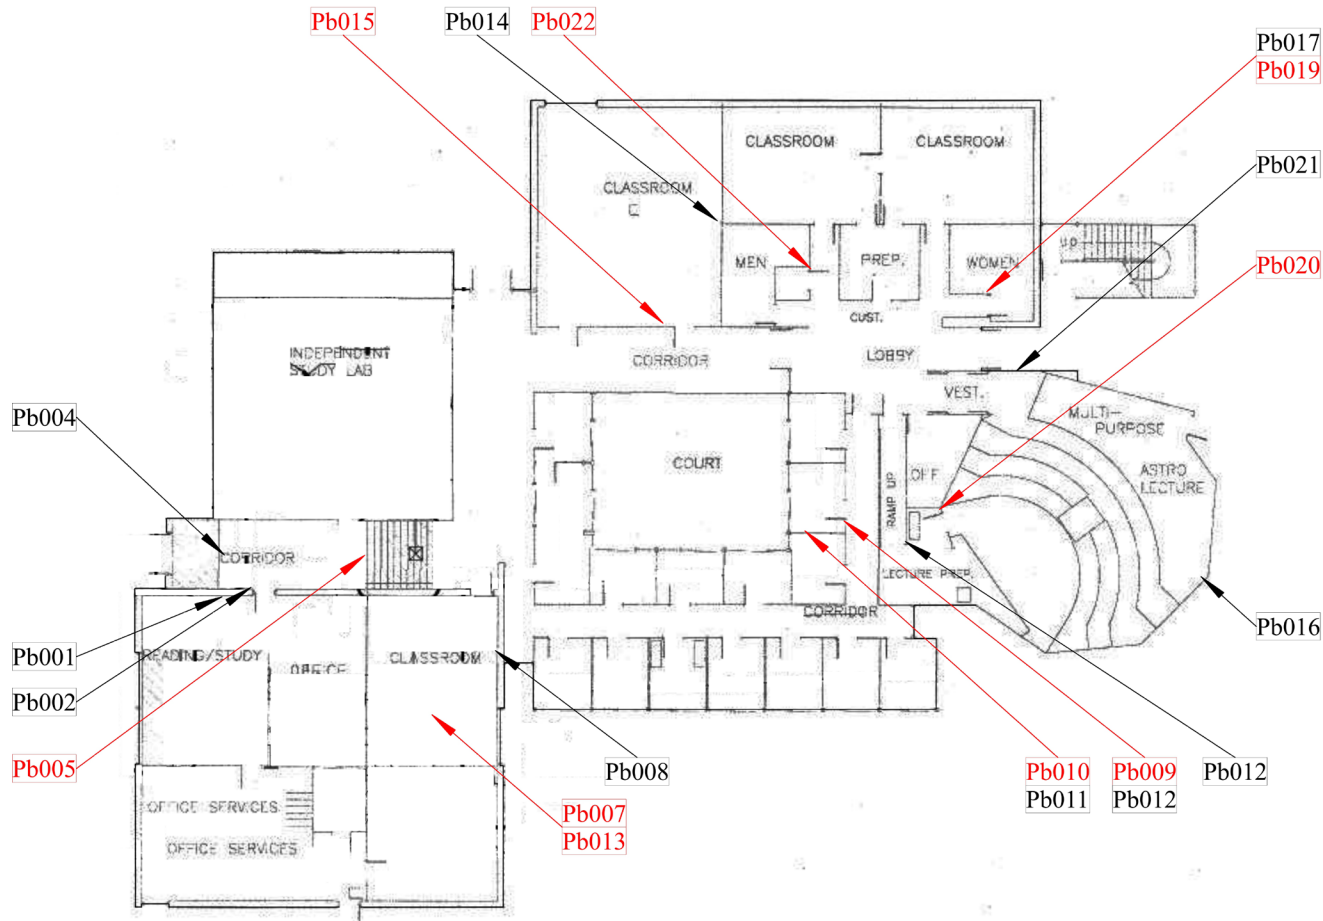 Pb015
Pb014
Pb022
Pb017
Pb019
CLASSROOM
CLASSROOM
Pb021
CLASSROOM
MEN
PREP.
WOMEN
UP
Pb020
CUST.
INDEPENDENT
STUDY LAB
CORRIDOR
LOBBY
VEST.
MULTI-
PURPOSE
Pb004
COURT
RAMP UP
OFF
ASTRO
LECTURE
CORRIDOR
LECTURE PREP.
CORRIDOR
Pb016
Pb001
READING/STUDY
OFFICE
CLASSROOM
Pb002
Pb005
Pb008
Pb010
Pb009
Pb012
Pb011
Pb012
OFFICE SERVICES
Pb007
Pb013
OFFICE SERVICES